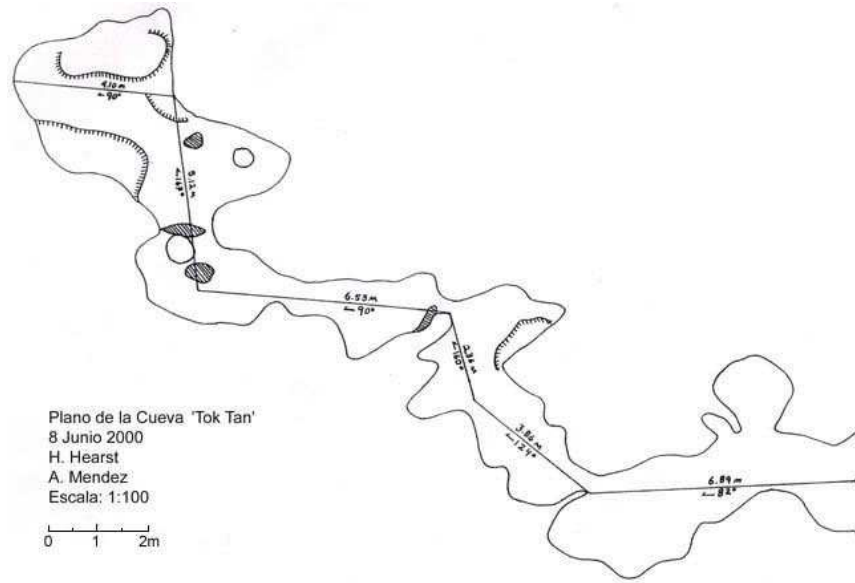 4.10 m
∠90°
5.12 m
∠169°
6.53 m
∠90°
2.36 m
∠160°
3.86 m
∠124°
6.89 m
∠82°
Plano de la Cueva 'Tok Tan'
8 Junio 2000
H. Hearst
A. Mendez
Escala: 1:100
0 1 2m